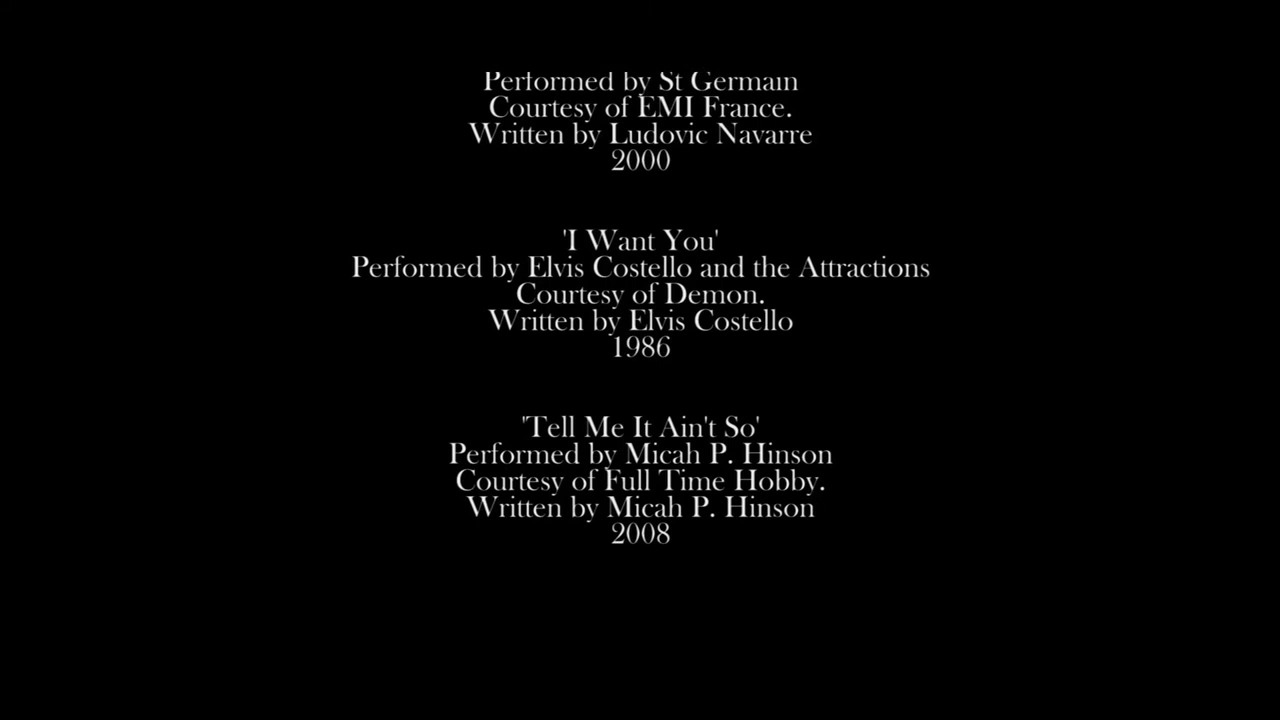 Performed by St Germain
Courtesy of EMI France.
Written by Ludovic Navarre
2000
'I Want You'
Performed by Elvis Costello and the Attractions
Courtesy of Demon.
Written by Elvis Costello
1986
'Tell Me It Ain't So'
Performed by Micah P. Hinson
Courtesy of Full Time Hobby.
Written by Micah P. Hinson
2008